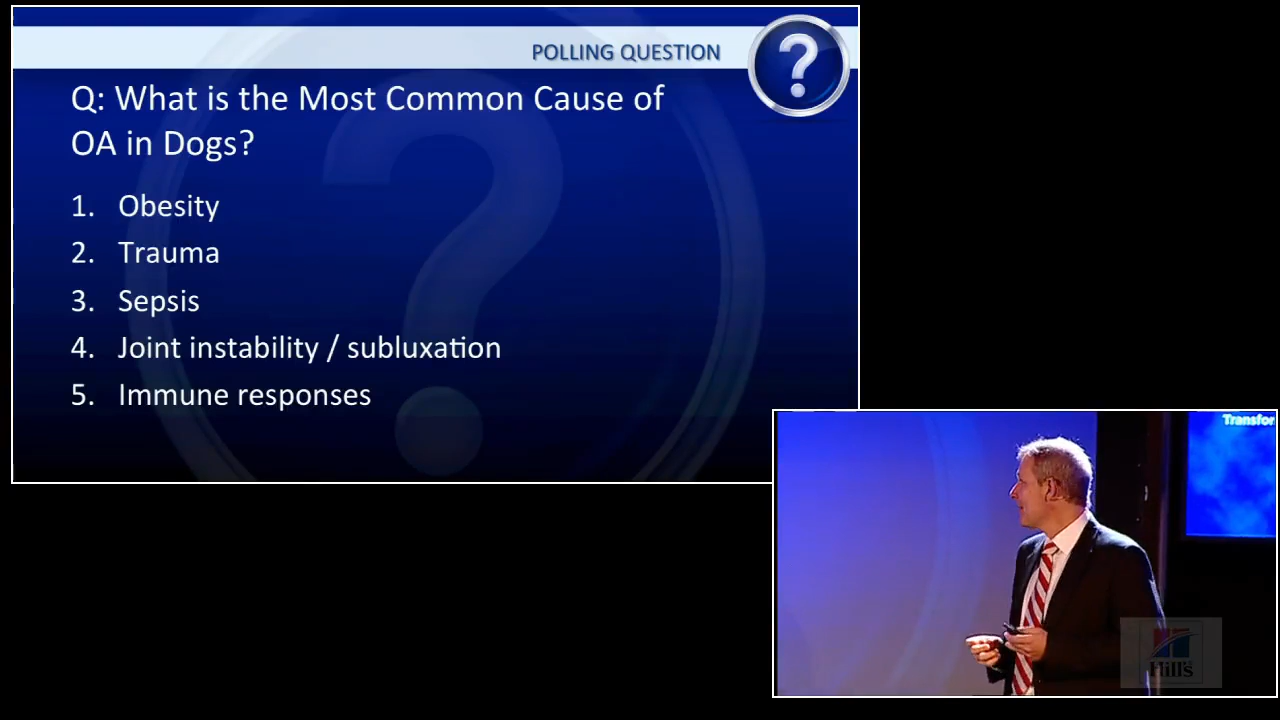 POLLING QUESTION
?
Q: What is the Most Common Cause of
OA in Dogs?
1. Obesity
2. Trauma
3. Sepsis
4. Joint instability / subluxation
5. Immune responses
Transfor
Hill's